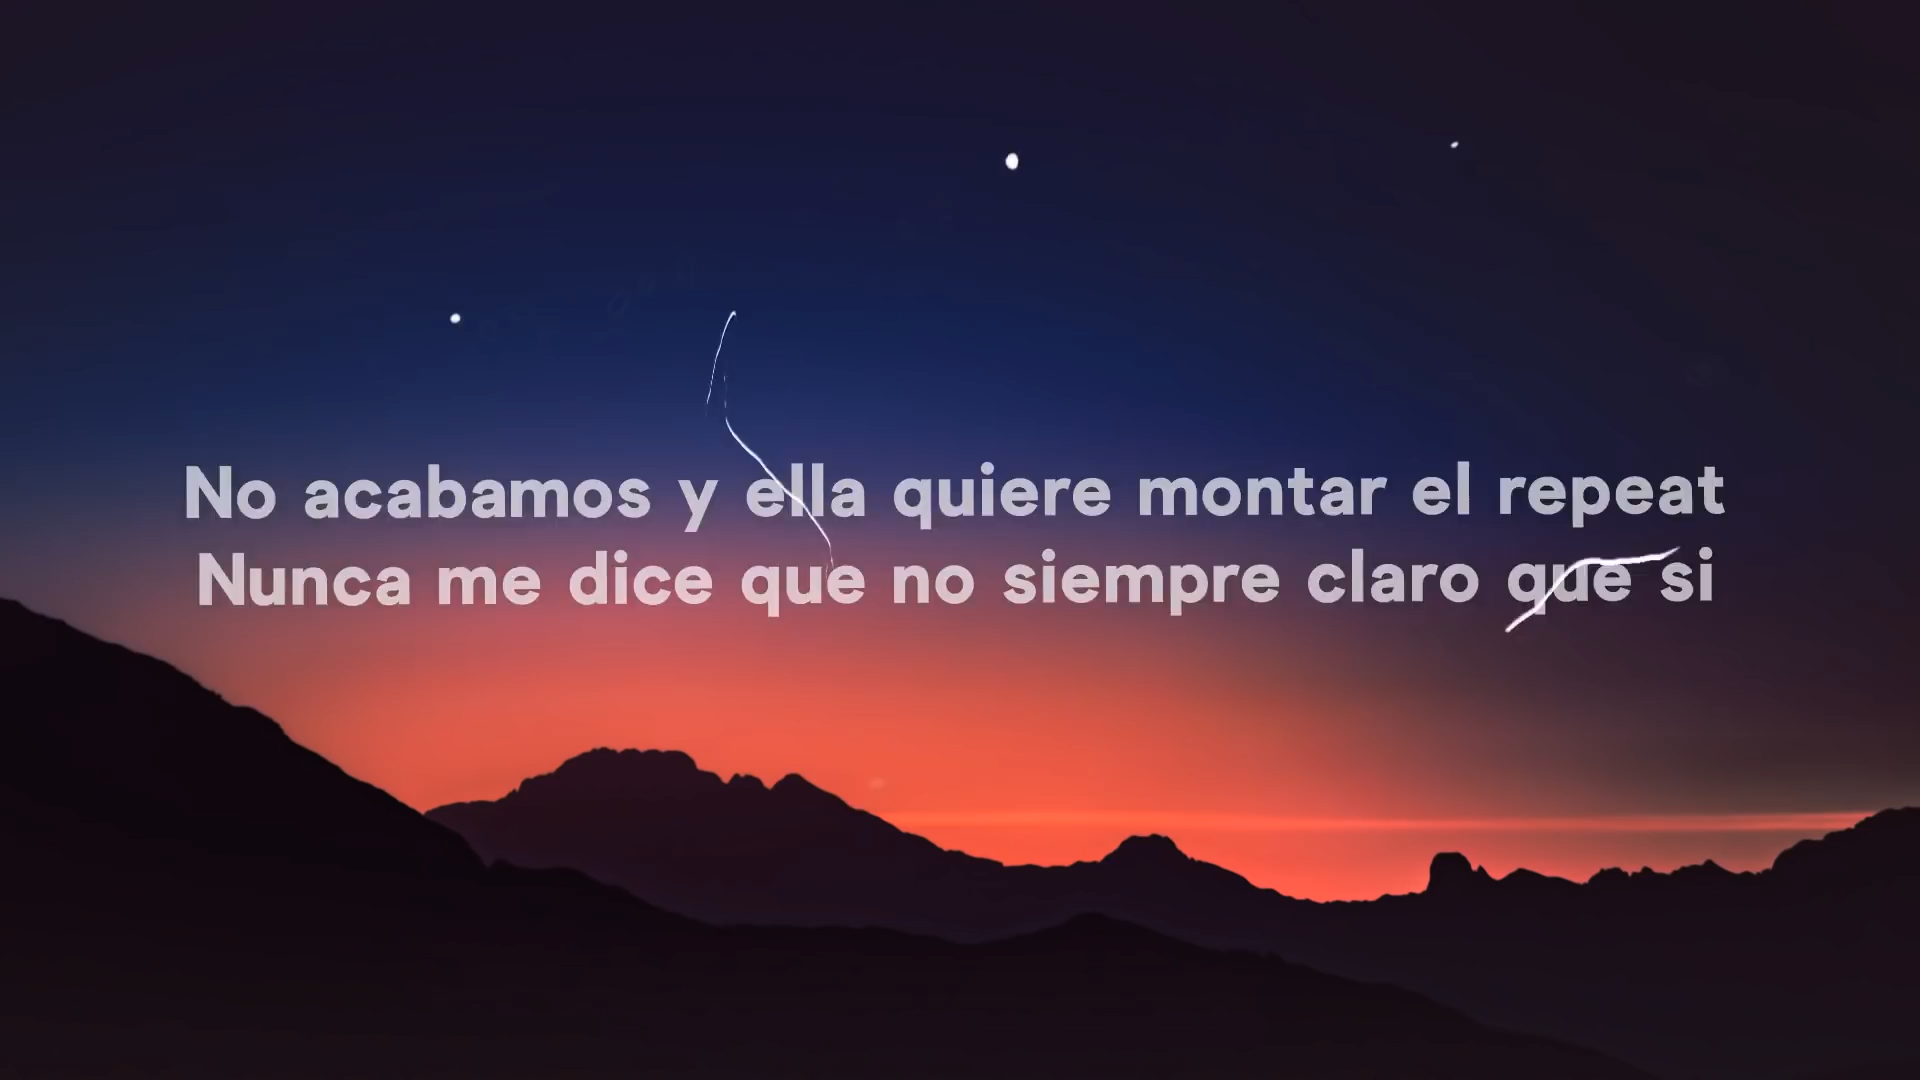 No acabamos y ella quiere montar el repeat
Nunca me dice que no siempre claro que si